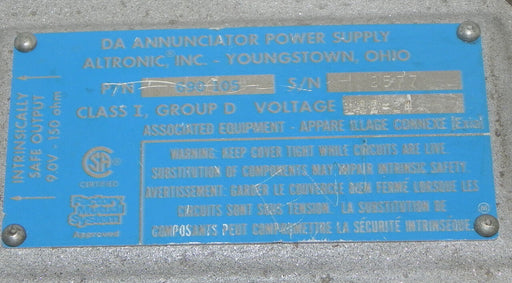 DA ANNUNCIATOR POWER SUPPLY
ALTRONIC, INC. - YOUNGSTOWN, OHIO
P/N 693 105 S/N
CLASS I, GROUP D VOLTAGE
ASSOCIATED EQUIPMENT - APPAREILLAGE CONNEXE [Exia]
INTRINSICALLY
SAFE OUTPUT
9.0V - 150 ohm
CERTIFIED
Factory
Mutual
System
Approved
WARNING: KEEP COVER TIGHT WHILE CIRCUITS ARE LIVE.
SUBSTITUTION OF COMPONENTS MAY IMPAIR INTRINSIC SAFETY.
AVERTISSEMENT: GARDER LE COUVERCLE BIEN FERMÉ LORSQUE LES
CIRCUITS SONT SOUS TENSION. LA SUBSTITUTION DE
COMPOSANTS PEUT COMPROMETTRE LA SÉCURITÉ INTRINSÈQUE